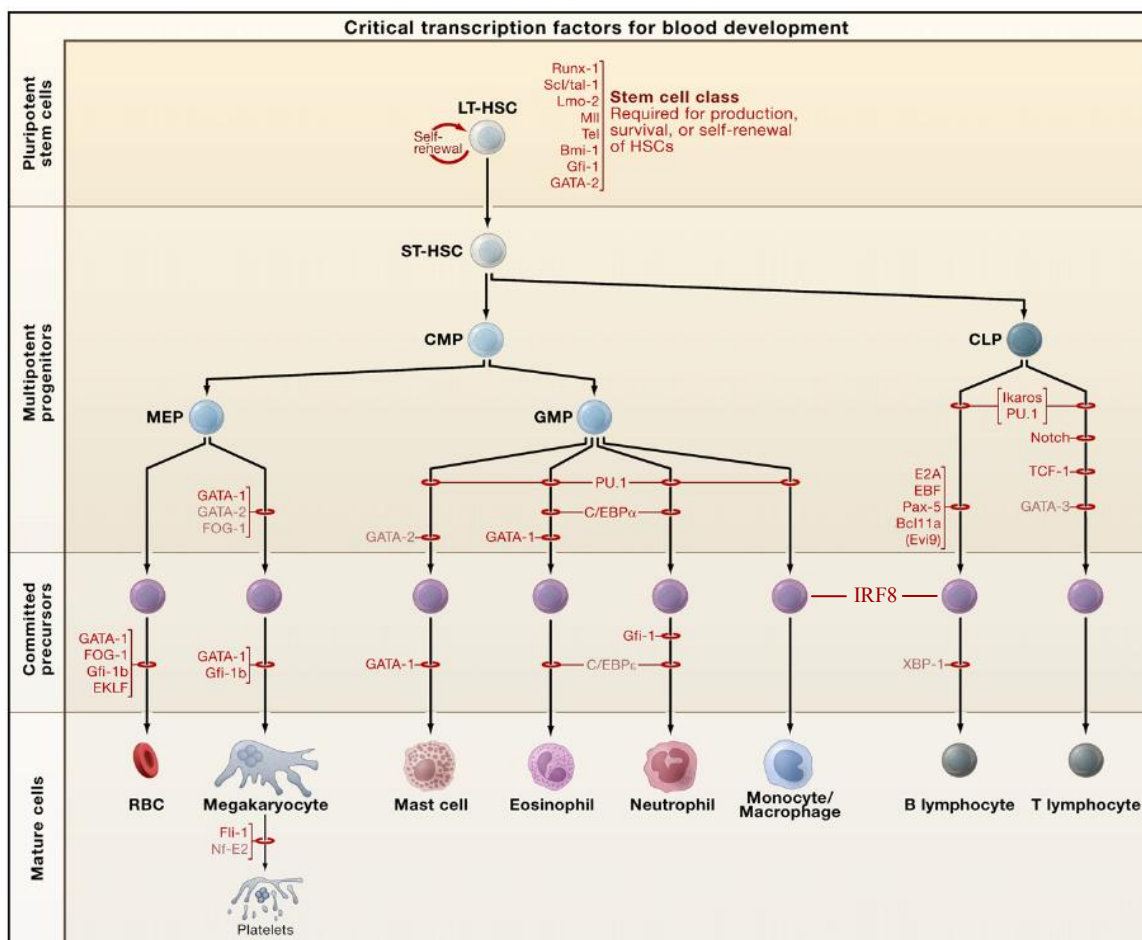 Critical transcription factors for blood development
Pluripotent
stem cells
LT-HSC
Self-
renewal
Runx-1
Scl/tal-1
Lmo-2
Mll
Tel
Bmi-1
Gfi-1
GATA-2
Stem cell class
Required for production,
survival, or self-renewal
of HSCs
Multipotent
progenitors
ST-HSC
CMP
CLP
MEP
GMP
Ikaros
PU.1
Notch
TCF-1
GATA-3
E2A
EBF
Pax-5
Bcl11a
(Evi9)
GATA-1
GATA-2
FOG-1
PU.1
C/EBPα
GATA-2
GATA-1
Committed
precursors
IRF8
GATA-1
FOG-1
Gfi-1b
EKLF
GATA-1
Gfi-1b
GATA-1
Gfi-1
C/EBPε
XBP-1
Mature cells
RBC
Megakaryocyte
Mast cell
Eosinophil
Neutrophil
Monocyte/
Macrophage
B lymphocyte
T lymphocyte
Fli-1
Nf-E2
Platelets